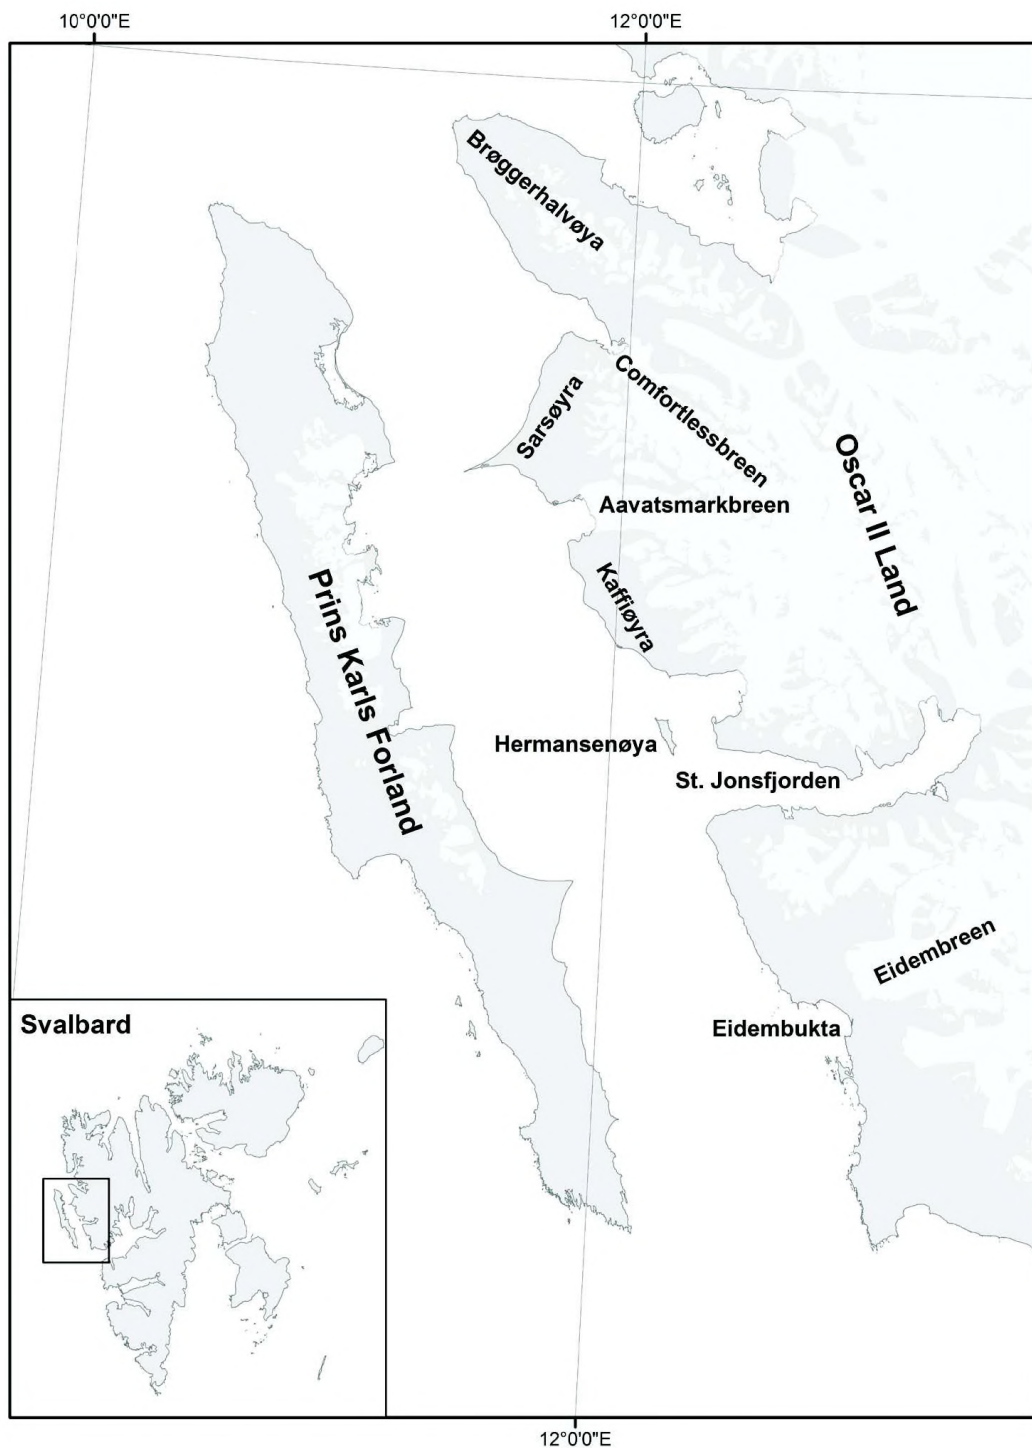 10°0'0"E
12°0'0"E
Brøggerhalvøya
Comfortlessbreen
Sarsøyra
Oscar II Land
Aavatsmarkbreen
Kaffiøyra
Prins Karls Forland
Hermansenøya
St. Jonsfjorden
Eidembreen
Svalbard
Eidembukta
12°0'0"E